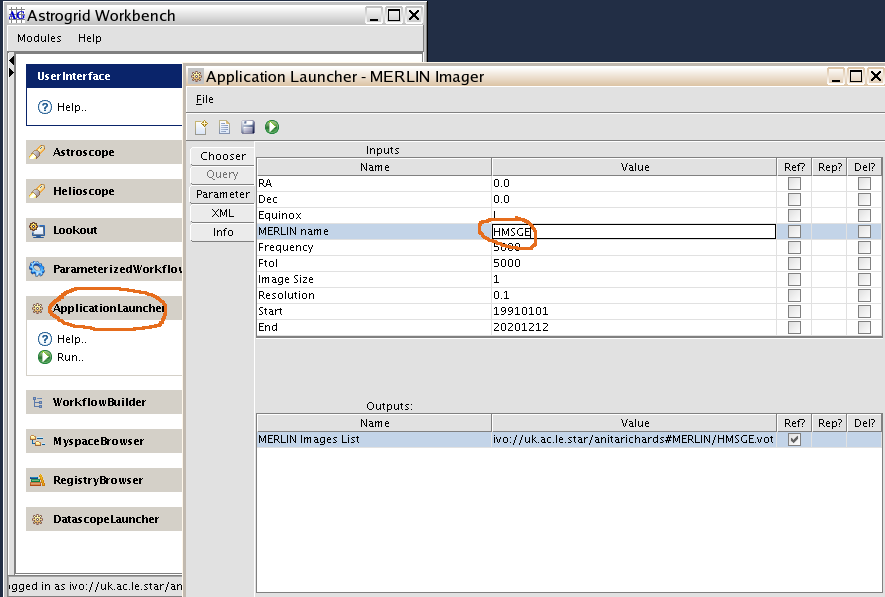 AG Astrogrid Workbench
Modules Help
UserInterface
Help..
Astroscope
Helioscope
Lookout
ParameterizedWorkflow
ApplicationLauncher
Help..
Run..
WorkflowBuilder
MyspaceBrowser
RegistryBrowser
DatascopeLauncher
ogged in as ivo://uk.ac.le.star/an
Application Launcher - MERLIN Imager
File
Chooser
Query
Parameter
XML
Info
Inputs
Name Value Ref? Rep? Del?
RA 0.0
Dec 0.0
Equinox
MERLIN name HMSGE
Frequency 5000
Ftol 5000
Image Size 1
Resolution 0.1
Start 19910101
End 20201212
Outputs:
Name Value Ref? Rep? Del?
MERLIN Images List ivo://uk.ac.le.star/anitarichards#MERLIN/HMSGE.vot